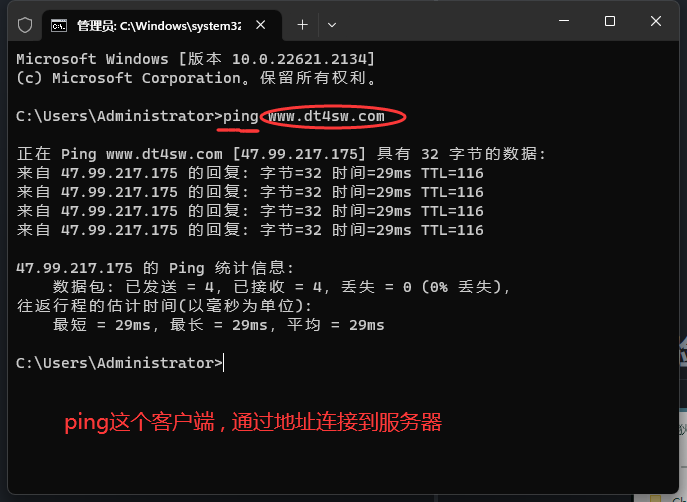 管理员: C:\Windows\system32
Microsoft Windows [版本 10.0.22621.2134]
(c) Microsoft Corporation。保留所有权利。
C:\Users\Administrator>ping www.dt4sw.com
正在 Ping www.dt4sw.com [47.99.217.175] 具有 32 字节的数据:
来自 47.99.217.175 的回复: 字节=32 时间=29ms TTL=116
来自 47.99.217.175 的回复: 字节=32 时间=29ms TTL=116
来自 47.99.217.175 的回复: 字节=32 时间=29ms TTL=116
来自 47.99.217.175 的回复: 字节=32 时间=29ms TTL=116
47.99.217.175 的 Ping 统计信息:
数据包: 已发送 = 4，已接收 = 4，丢失 = 0 (0% 丢失)，
往返行程的估计时间(以毫秒为单位):
最短 = 29ms，最长 = 29ms，平均 = 29ms
C:\Users\Administrator>
ping这个客户端，通过地址连接到服务器